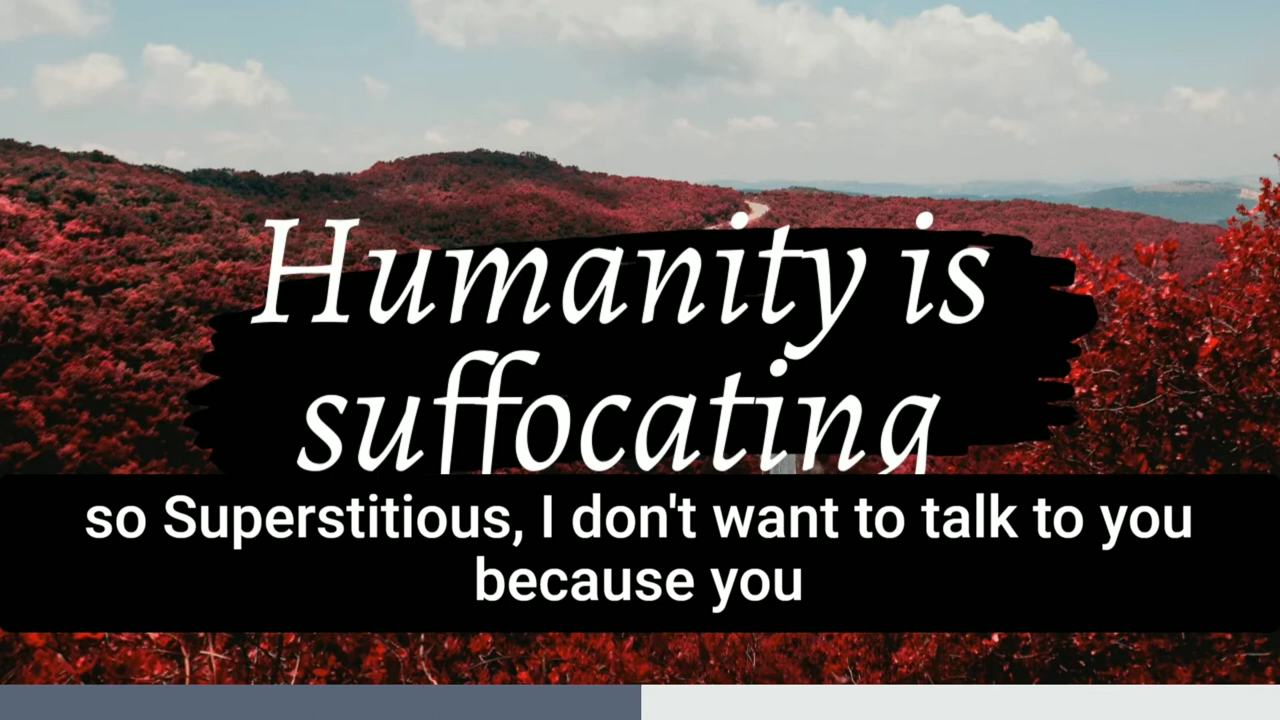 Humanity is
suffocating
so Superstitious, I don't want to talk to you
because you